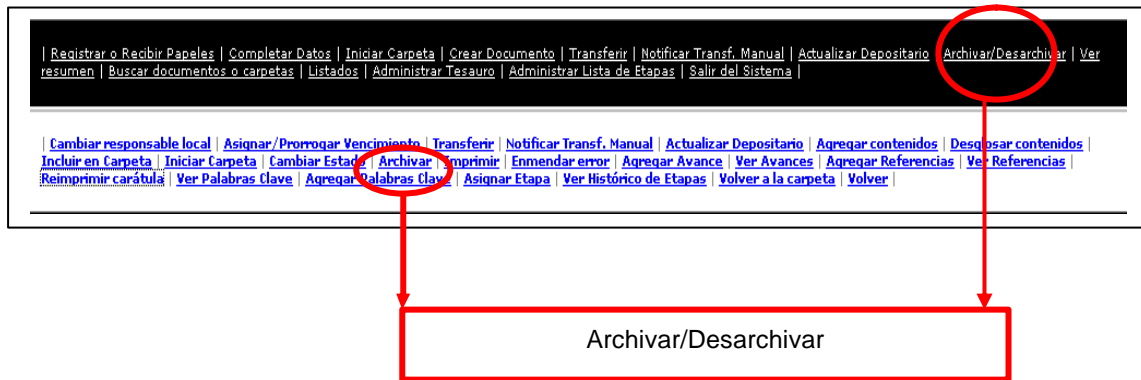 | Registrar o Recibir Papeles | Completar Datos | Iniciar Carpeta | Crear Documento | Transferir | Notificar Transf. Manual | Actualizar Depositario | Archivar/Desarchivar | Ver
resumen | Buscar documentos o carpetas | Listados | Administrar Tesauro | Administrar Lista de Etapas | Salir del Sistema |
| Cambiar responsable local | Asignar/Prorrogar Vencimiento | Transferir | Notificar Transf. Manual | Actualizar Depositario | Agregar contenidos | Desglosar contenidos |
Incluir en Carpeta | Iniciar Carpeta | Cambiar Estado | Archivar | Imprimir | Enmendar error | Agregar Avance | Ver Avances | Agregar Referencias | Ver Referencias |
Reimprimir carátula | Ver Palabras Clave | Agregar Palabras Clave | Asignar Etapa | Ver Histórico de Etapas | Volver a la carpeta | Volver |
Archivar/Desarchivar